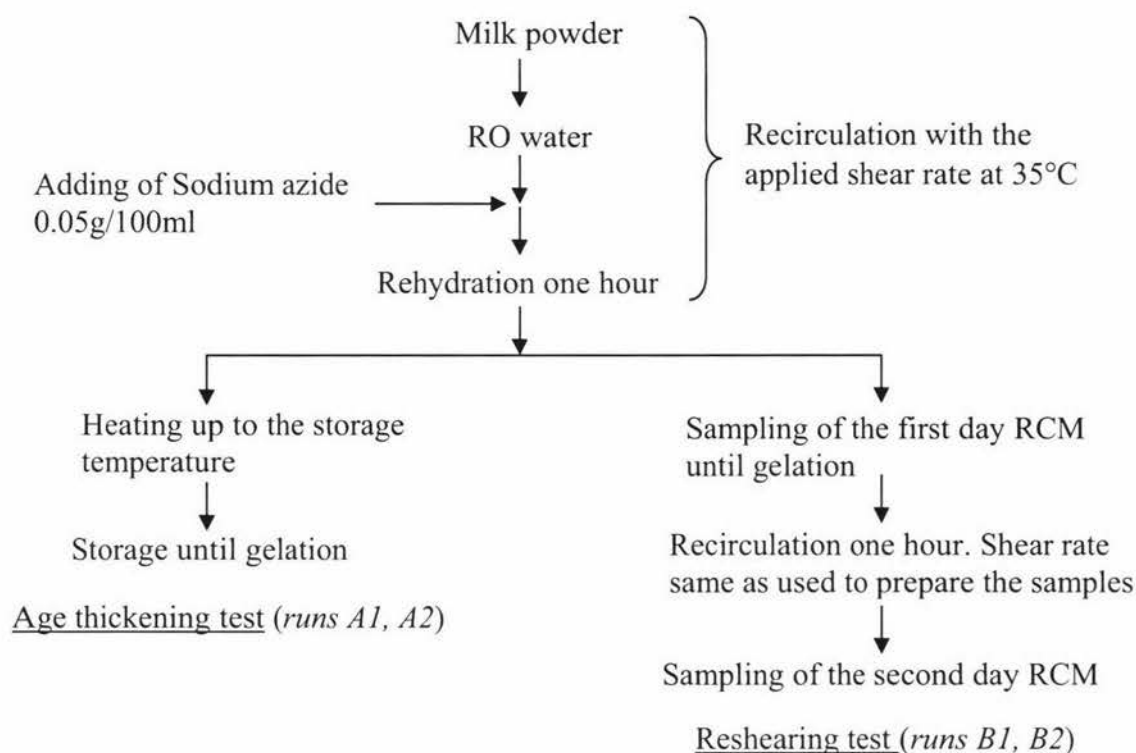 Milk powder
RO water
Recirculation with the
applied shear rate at 35°C
Adding of Sodium azide
0.05g/100ml
Rehydration one hour
Heating up to the storage
temperature
Storage until gelation
Age thickening test (runs A1, A2)
Sampling of the first day RCM
until gelation
Recirculation one hour. Shear rate
same as used to prepare the samples
Sampling of the second day RCM
Reshearing test (runs B1, B2)